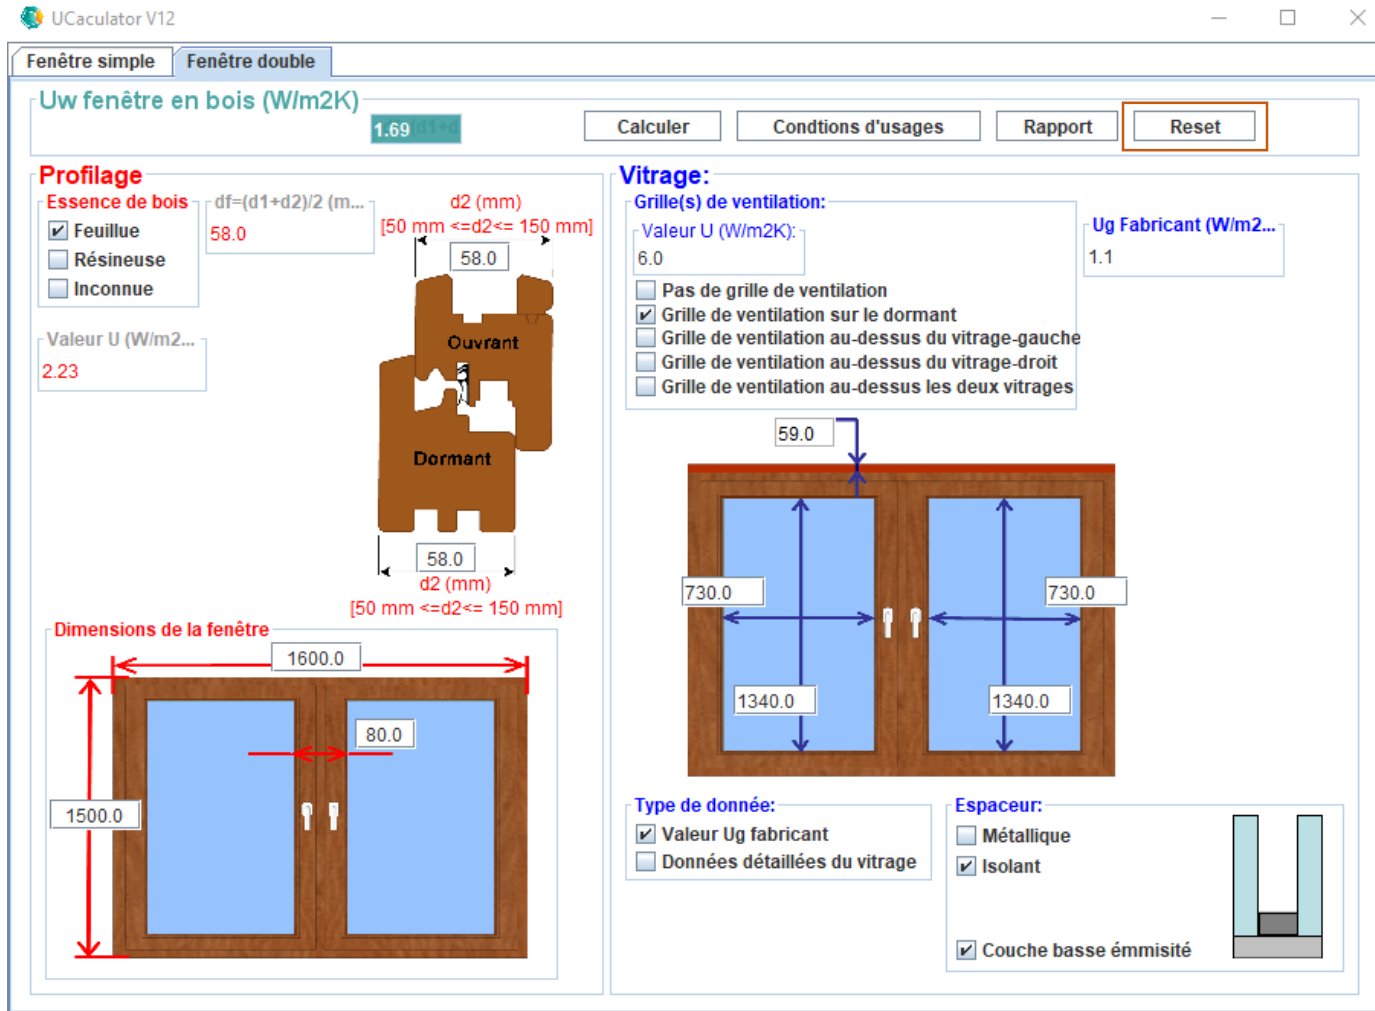 UCaculator V12
Fenêtre simple
Fenêtre double
Uw fenêtre en bois (W/m2K)
1.69 (d1+d
Calculer
Condtions d'usages
Rapport
Reset
Profilage
Essence de bois
Feuillue
Résineuse
Inconnue
df=(d1+d2)/2 (m...
58.0
Valeur U (W/m2...
2.23
d2 (mm)
[50 mm <=d2<= 150 mm]
58.0
Ouvrant
Dormant
58.0
d2 (mm)
[50 mm <=d2<= 150 mm]
Dimensions de la fenêtre
1600.0
80.0
1500.0
Vitrage:
Grille(s) de ventilation:
Valeur U (W/m2K):
6.0
Pas de grille de ventilation
Grille de ventilation sur le dormant
Grille de ventilation au-dessus du vitrage-gauche
Grille de ventilation au-dessus du vitrage-droit
Grille de ventilation au-dessus les deux vitrages
Ug Fabricant (W/m2...
1.1
59.0
730.0
730.0
1340.0
1340.0
Type de donnée:
Valeur Ug fabricant
Données détaillées du vitrage
Espaceur:
Métallique
Isolant
Couche basse émmisité